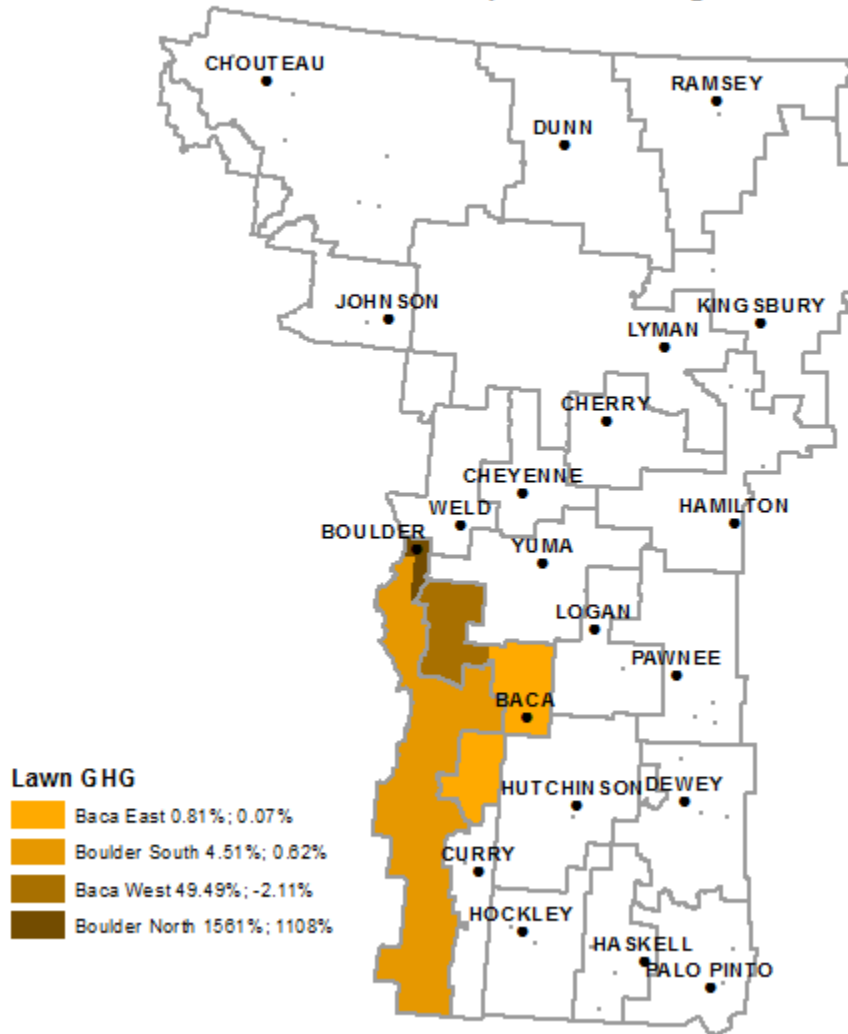 CHOUTEAU
RAMSEY
DUNN
JOHNSON
KINGSBURY
LYMAN
CHERRY
CHEYENNE
HAMILTON
WELD
BOULDER
YUMA
LOGAN
PAWNEE
BACA
Lawn GHG
Baca East 0.81%; 0.07%
Boulder South 4.51%; 0.62%
Baca West 49.49%; -2.11%
Boulder North 1561%; 1108%
HUTCHINSON
DEWEY
CURRY
HOCKLEY
HASKELL
PALO PINTO